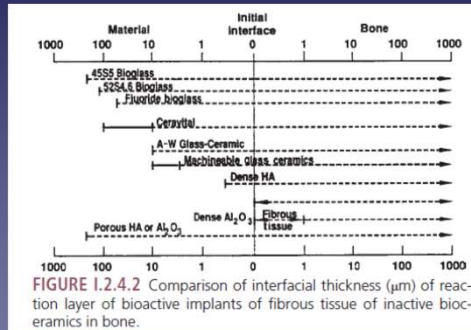 Material
Initial
interface
Bone
1000 100 10 1 0 1 10 100 1000
45S5 Bioglass
52S4.6 Bioglass
Fluoride bioglass
Ceravital
A-W Glass-Ceramic
Machineable glass ceramics
Dense HA
Dense Al₂O₃
Fibrous
tissue
Porous HA or Al₂O₃
1000 100 10 1 0 1 10 100 1000
FIGURE I.2.4.2 Comparison of interfacial thickness (μm) of reac-
tion layer of bioactive implants of fibrous tissue of inactive bioc-
eramics in bone.